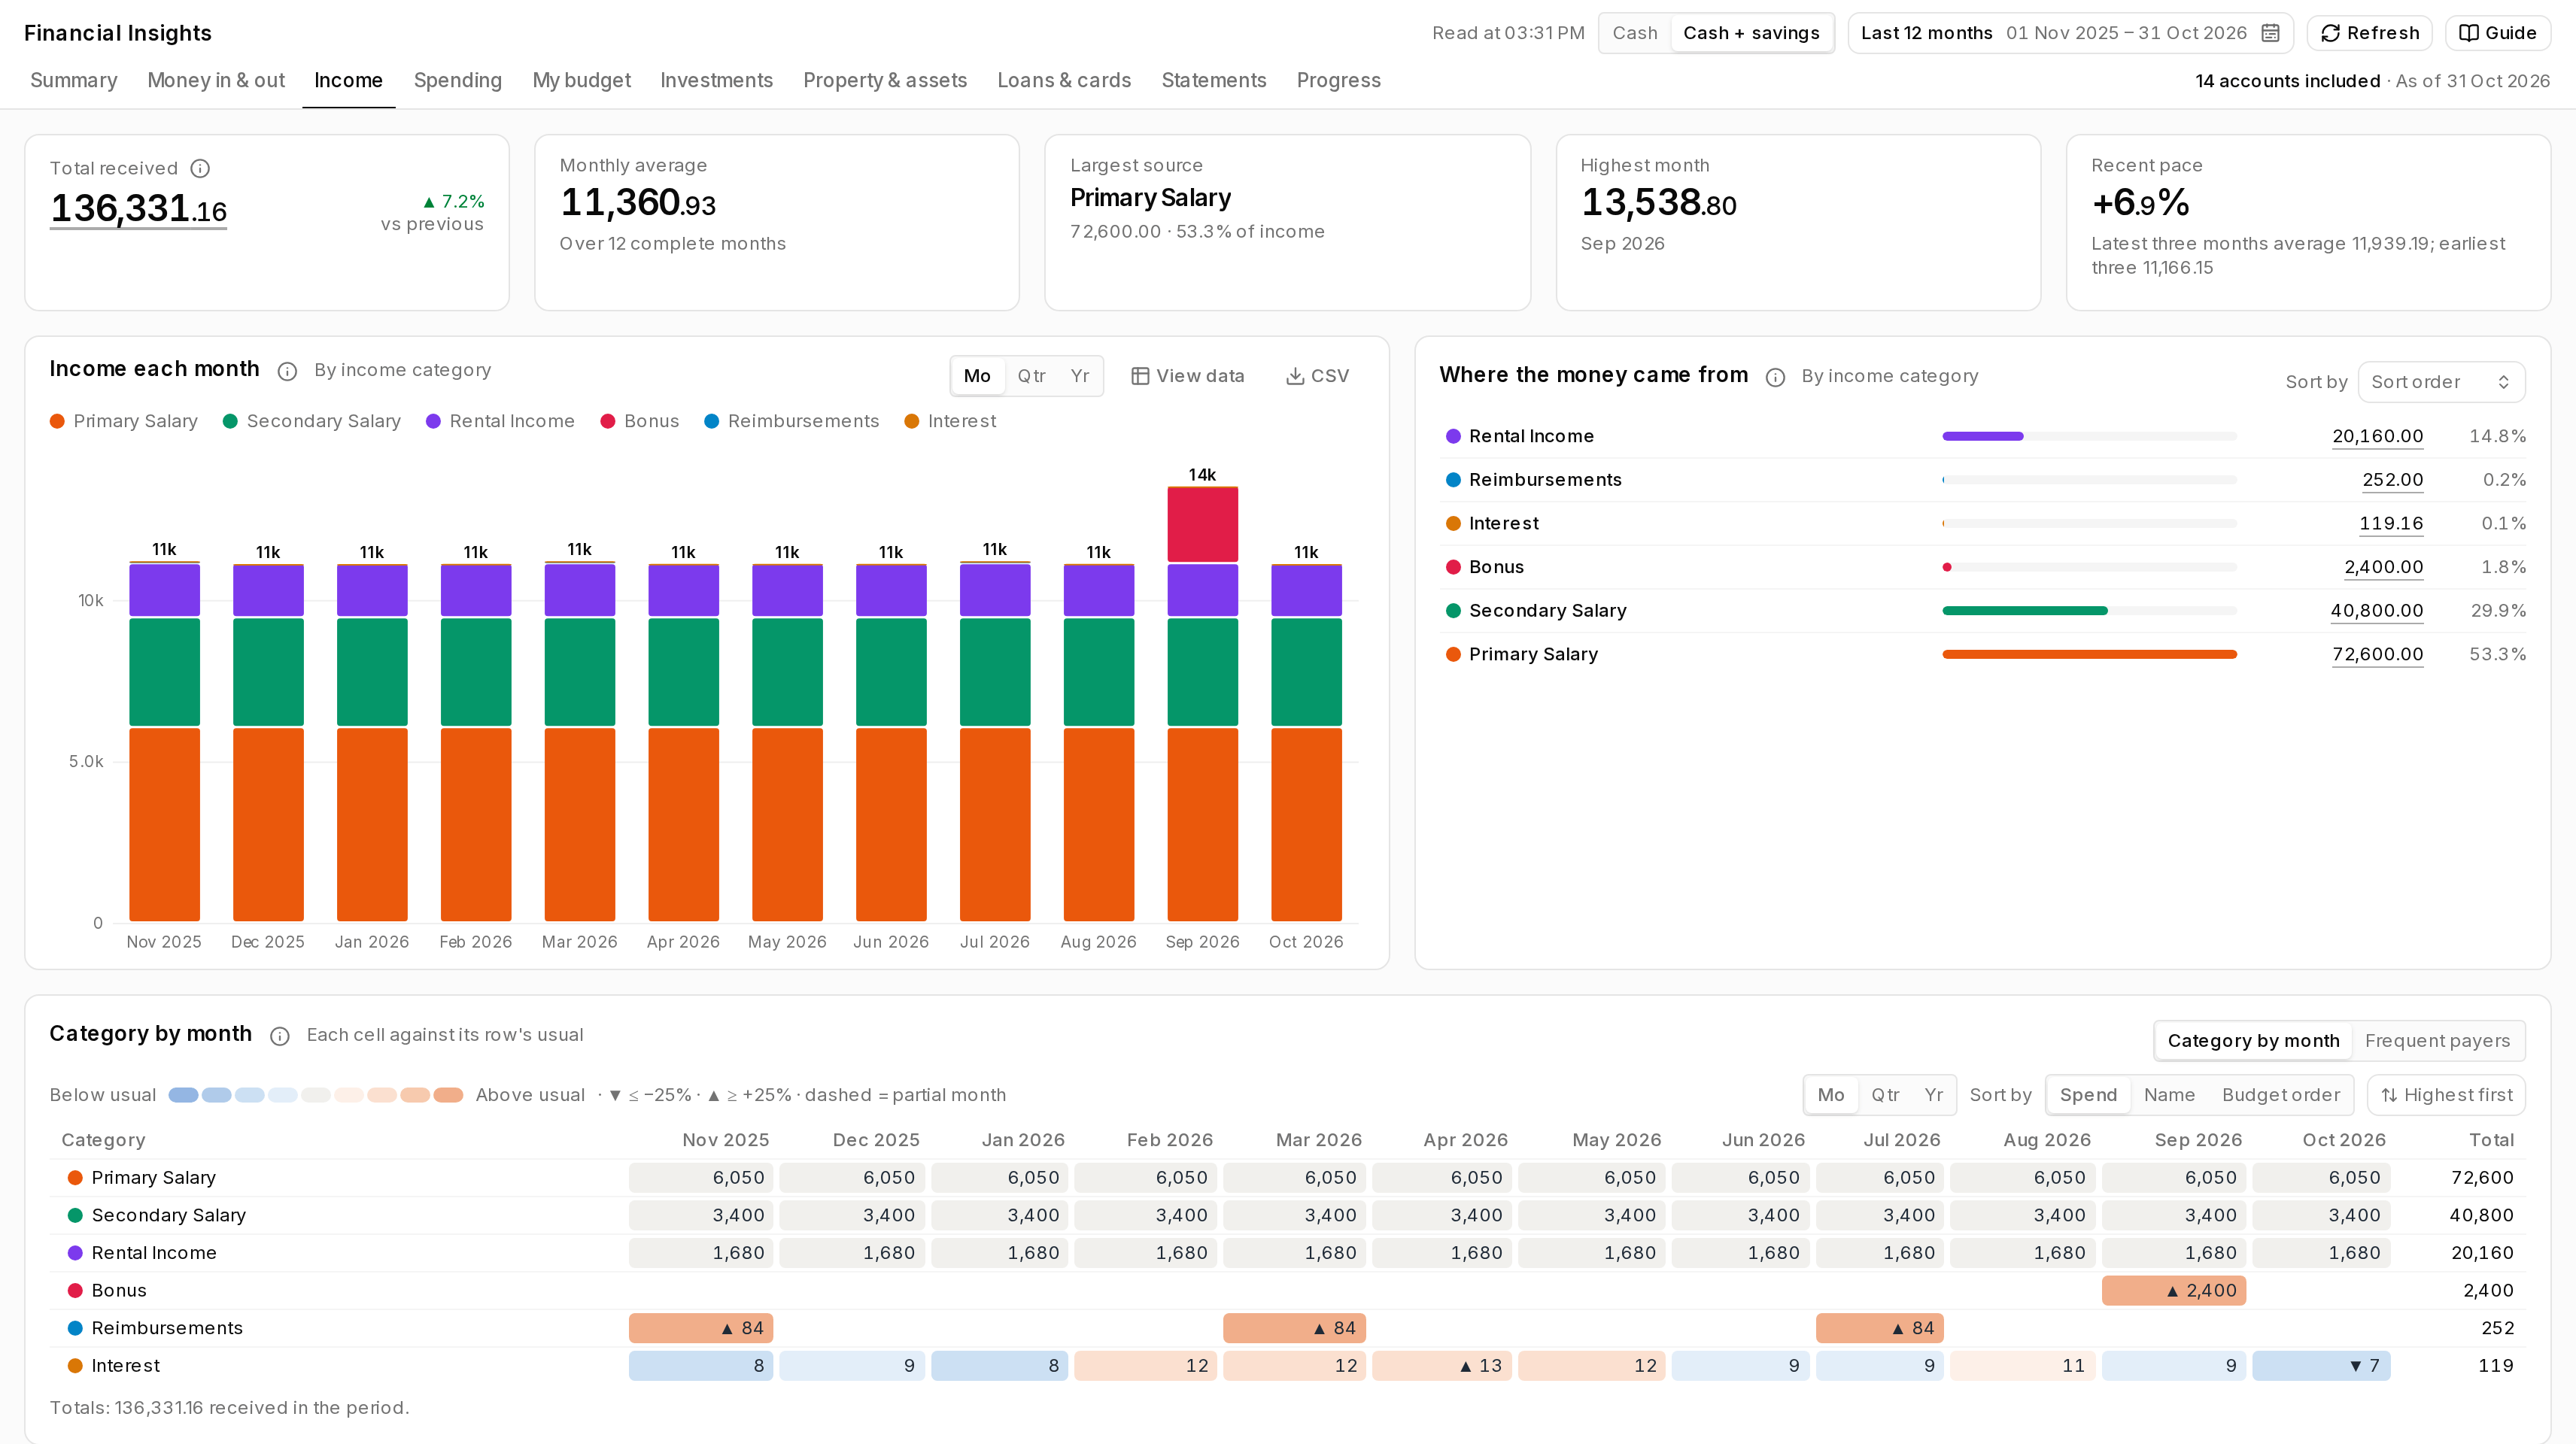 Financial Insights
Read at 03:31 PM
Cash
Cash + savings
Last 12 months 01 Nov 2025 – 31 Oct 2026
Refresh
Guide
Summary
Money in & out
Income
Spending
My budget
Investments
Property & assets
Loans & cards
Statements
Progress
14 accounts included · As of 31 Oct 2026
Total received
136,331.16
▲ 7.2%
vs previous
Monthly average
11,360.93
Over 12 complete months
Largest source
Primary Salary
72,600.00 · 53.3% of income
Highest month
13,538.80
Sep 2026
Recent pace
+6.9%
Latest three months average 11,939.19; earliest
three 11,166.15
Income each month By income category
Mo Qtr Yr
View data
CSV
Primary Salary Secondary Salary Rental Income Bonus Reimbursements Interest
14k
11k 11k 11k 11k 11k 11k 11k 11k 11k 11k 11k
10k
5.0k
0
Nov 2025 Dec 2025 Jan 2026 Feb 2026 Mar 2026 Apr 2026 May 2026 Jun 2026 Jul 2026 Aug 2026 Sep 2026 Oct 2026
Where the money came from By income category
Sort by Sort order
Rental Income 20,160.00 14.8%
Reimbursements 252.00 0.2%
Interest 119.16 0.1%
Bonus 2,400.00 1.8%
Secondary Salary 40,800.00 29.9%
Primary Salary 72,600.00 53.3%
Category by month Each cell against its row's usual
Category by month Frequent payers
Below usual Above usual · ▼ ≤ −25% · ▲ ≥ +25% · dashed = partial month
Mo Qtr Yr Sort by Spend Name Budget order Highest first
Category Nov 2025 Dec 2025 Jan 2026 Feb 2026 Mar 2026 Apr 2026 May 2026 Jun 2026 Jul 2026 Aug 2026 Sep 2026 Oct 2026 Total
Primary Salary 6,050 6,050 6,050 6,050 6,050 6,050 6,050 6,050 6,050 6,050 6,050 6,050 72,600
Secondary Salary 3,400 3,400 3,400 3,400 3,400 3,400 3,400 3,400 3,400 3,400 3,400 3,400 40,800
Rental Income 1,680 1,680 1,680 1,680 1,680 1,680 1,680 1,680 1,680 1,680 1,680 1,680 20,160
Bonus ▲ 2,400 2,400
Reimbursements ▲ 84 ▲ 84 ▲ 84 252
Interest 8 9 8 12 12 ▲ 13 12 9 9 11 9 ▼ 7 119
Totals: 136,331.16 received in the period.